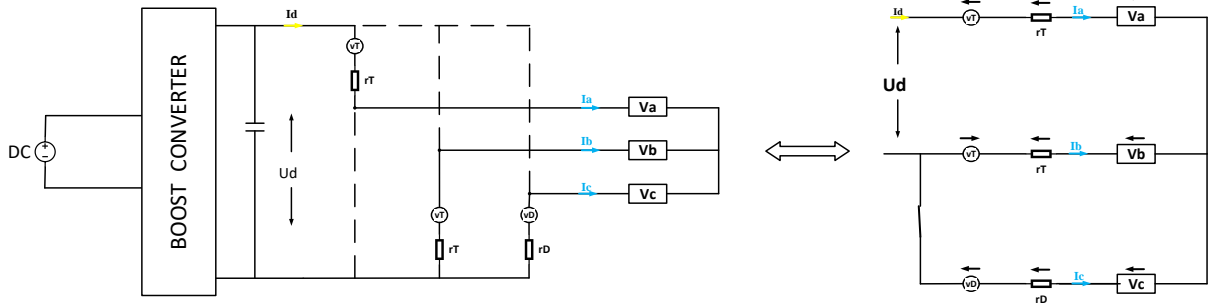 BOOST CONVERTER
DC
Id
vT
rT
Ud
Ia
Va
Ib
Vb
Ic
Vc
vT
rT
vD
rD
Id
vT
rT
Ia
Va
Ud
vT
rT
Ib
Vb
vD
rD
Ic
Vc